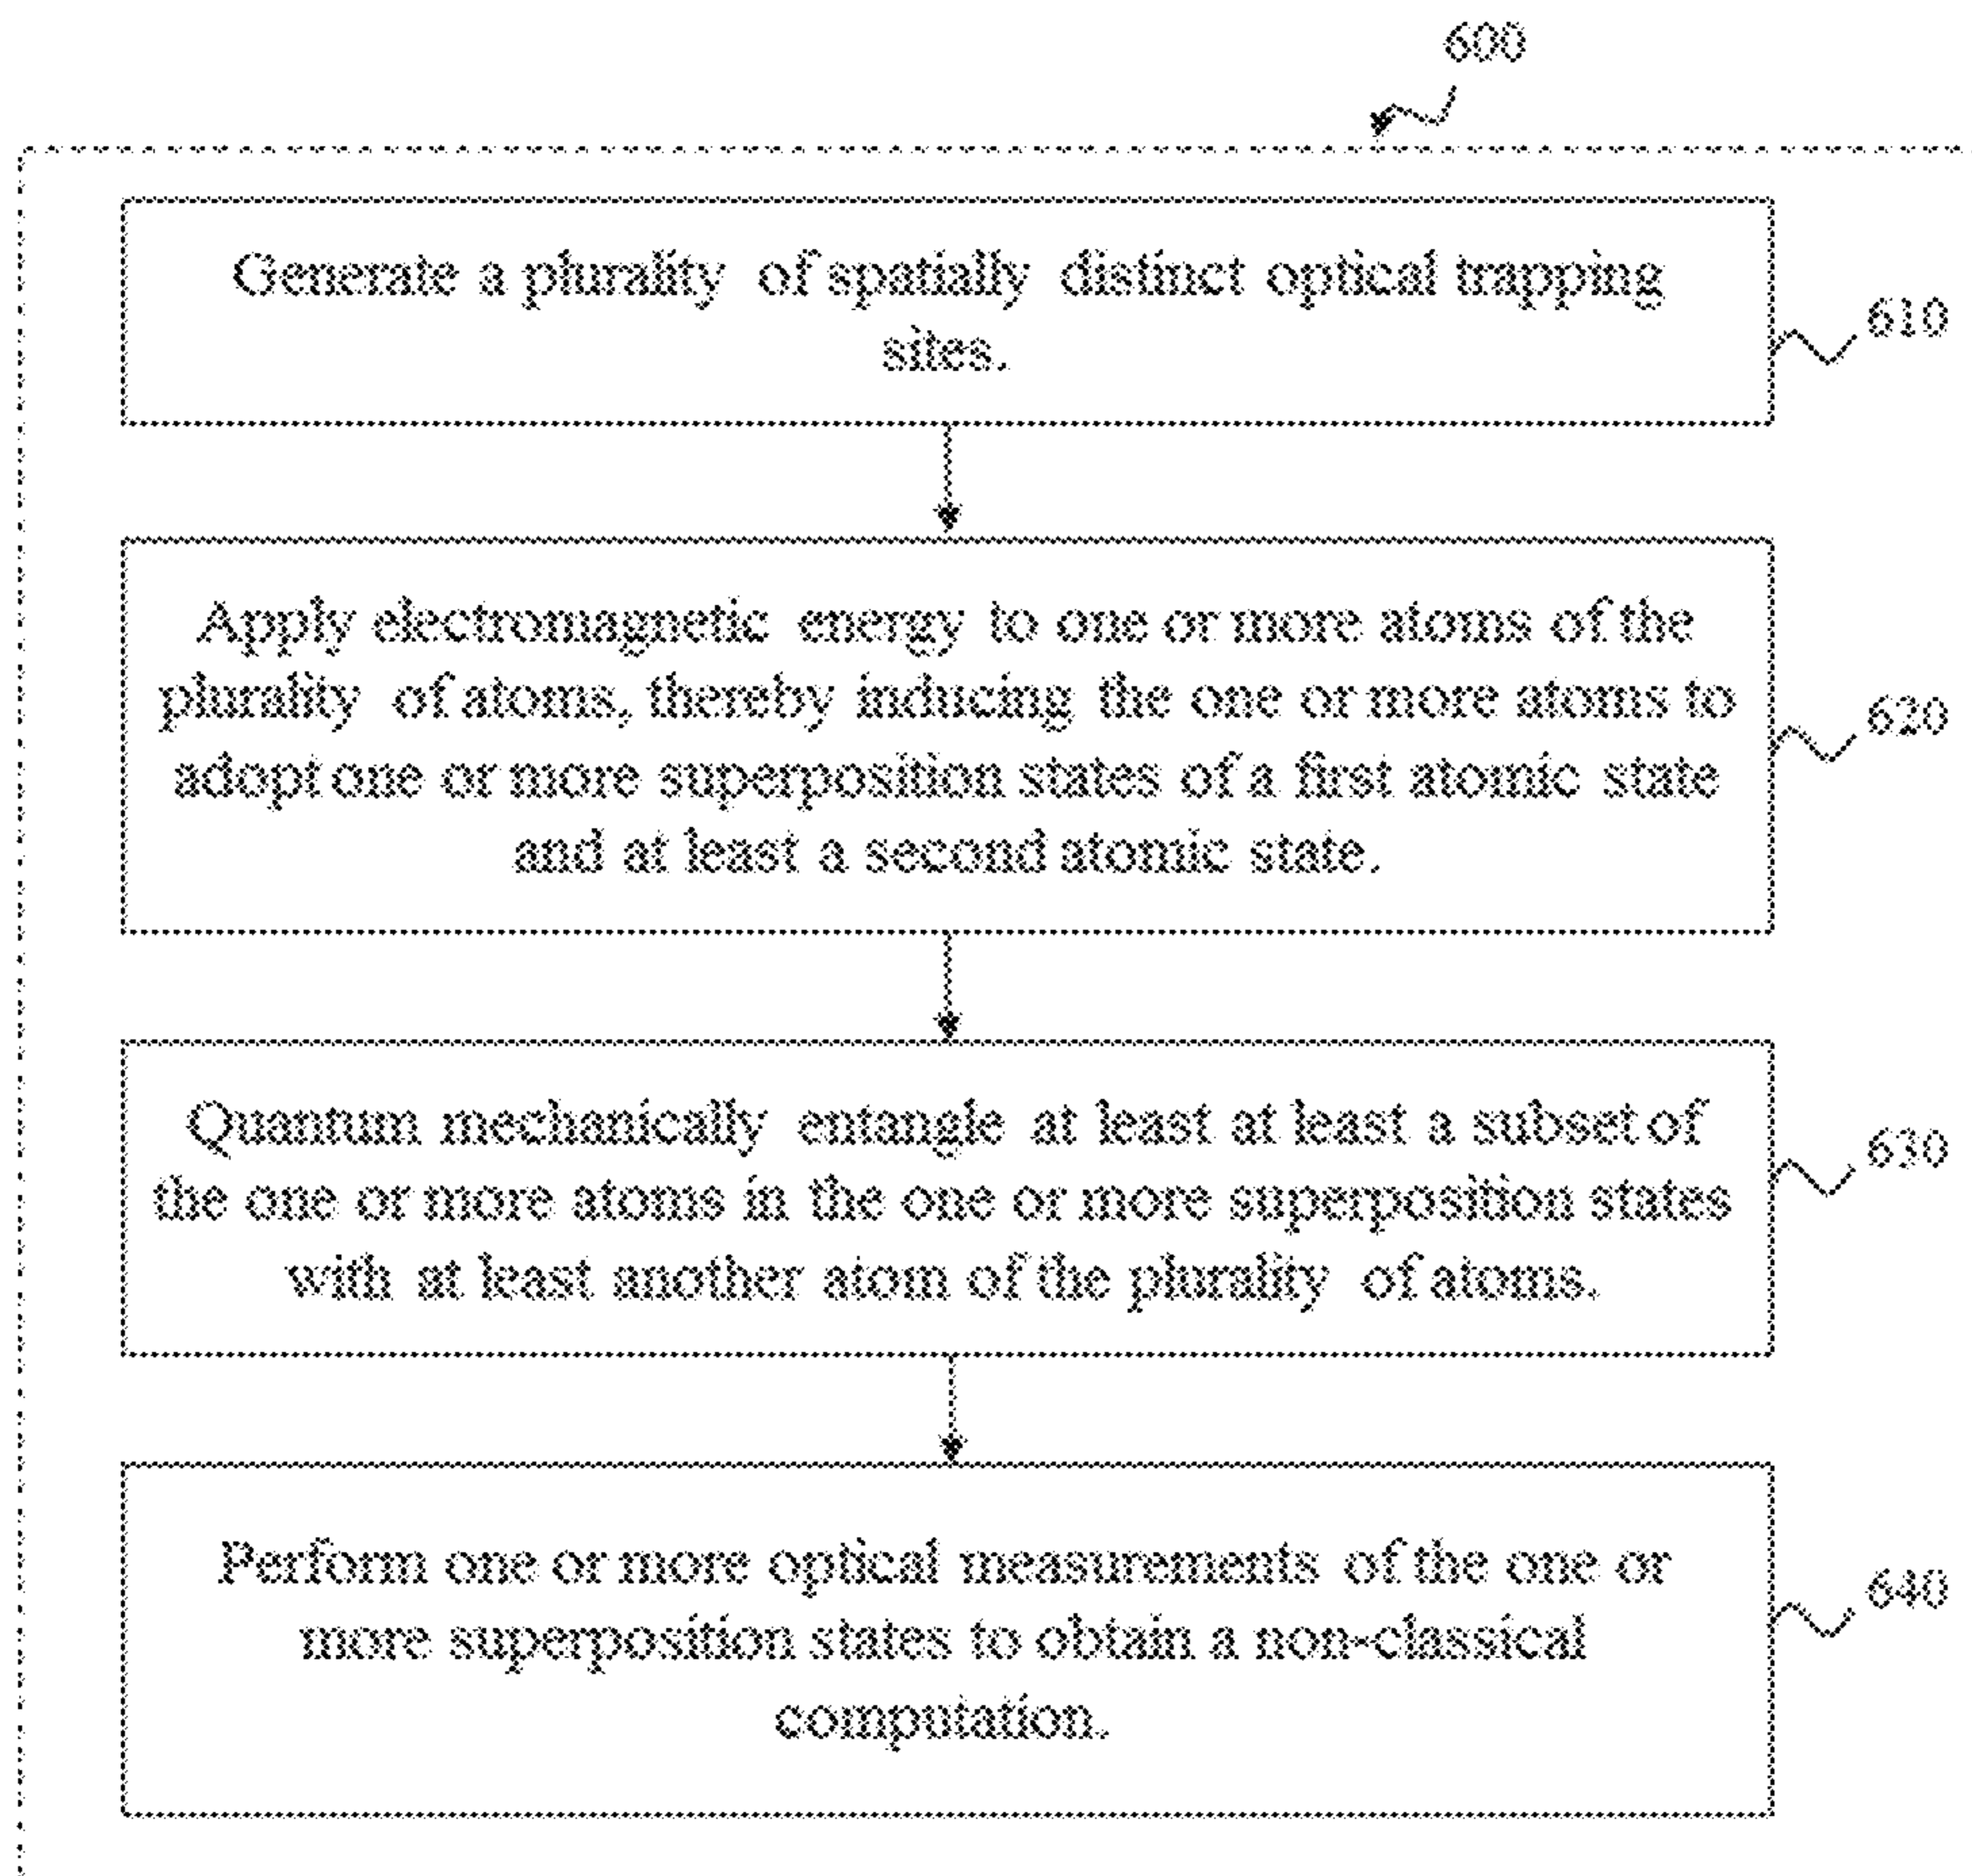 600
Generate a plurality of spatially distinct optical trapping
sites.
610
Apply electromagnetic energy to one or more atoms of the
plurality of atoms, thereby inducing the one or more atoms to
adopt one or more superposition states of a first atomic state
and at least a second atomic state.
620
Quantum mechanically entangle at least at least a subset of
the one or more atoms in the one or more superposition states
with at least another atom of the plurality of atoms.
630
Perform one or more optical measurements of the one or
more superposition states to obtain a non-classical
computation.
640